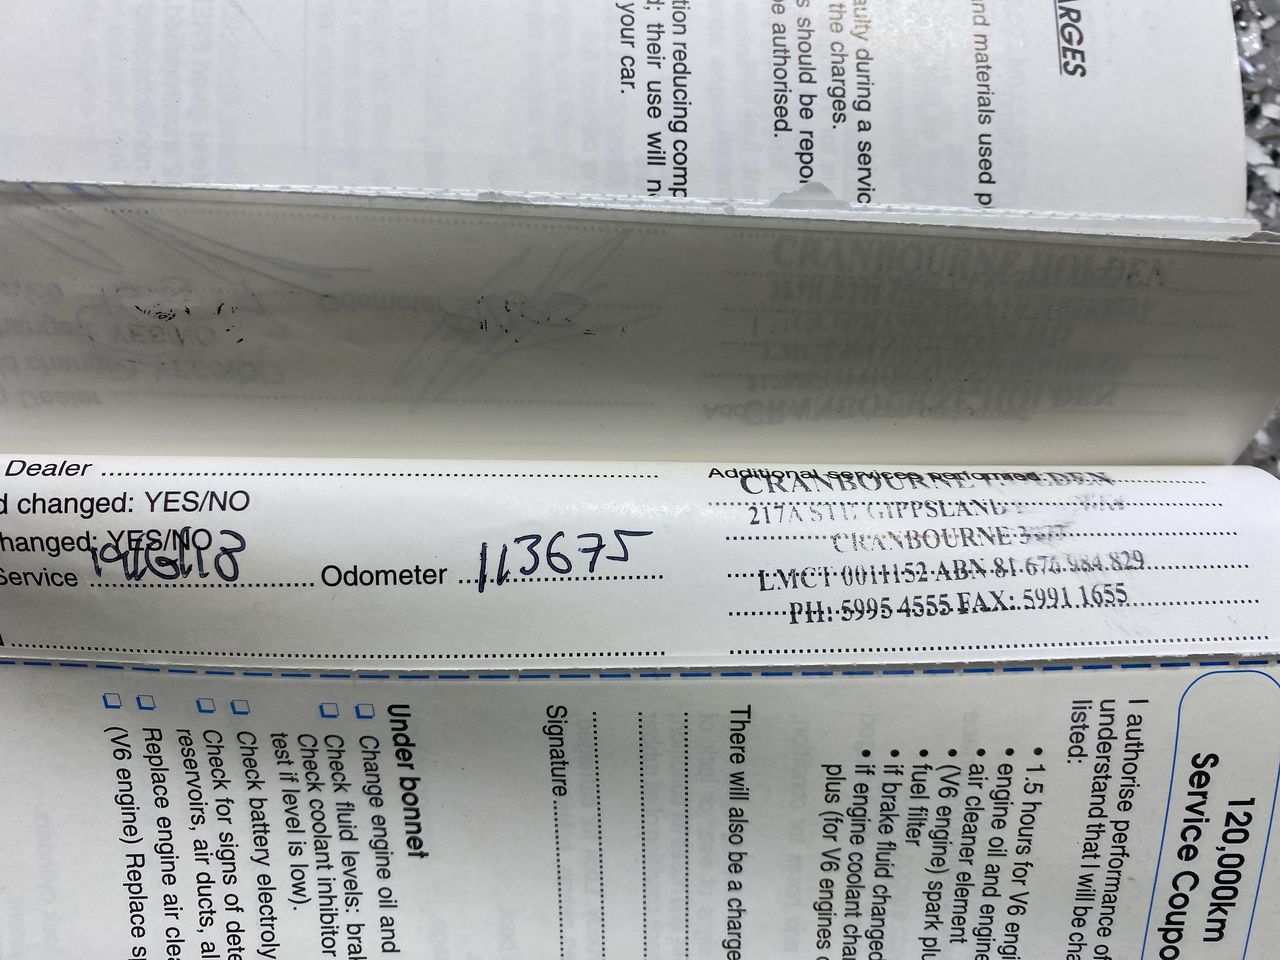 ARGES
nd materials used p
aulty during a servic
the charges.
s should be repo
e authorised.
tion reducing comp
; their use will n
your car.
CRANBOURNE HOLDEN
Odometer
YES/NO
Dealer
Dealer
d changed: YES/NO
hanged: YES/NO
Service
Odometer 113675
Additional services performed
CRANBOURNE HOLDEN
217A STH GIPPSLAND
CRANBOURNE
LMCT 0011152 ABN 81 676 984 829
PH: 5995 4555 FAX: 5991 1655
120,000km
Service Coupo
I authorise performance of
understand that I will be cha
listed:
• 1.5 hours for V6 engi
• engine oil and engine
• air cleaner element
• (V6 engine) spark plu
• fuel filter
• if brake fluid changed
• if engine coolant cha
plus (for V6 engines
There will also be a charge
Signature
Under bonnet
❏ Change engine oil and
❏ Check fluid levels: brak
Check coolant inhibitor
test if level is low).
❏ Check battery electroly
❏ Check for signs of dete
reservoirs, air ducts, al
❏ Replace engine air clea
❏ (V6 engine) Replace s